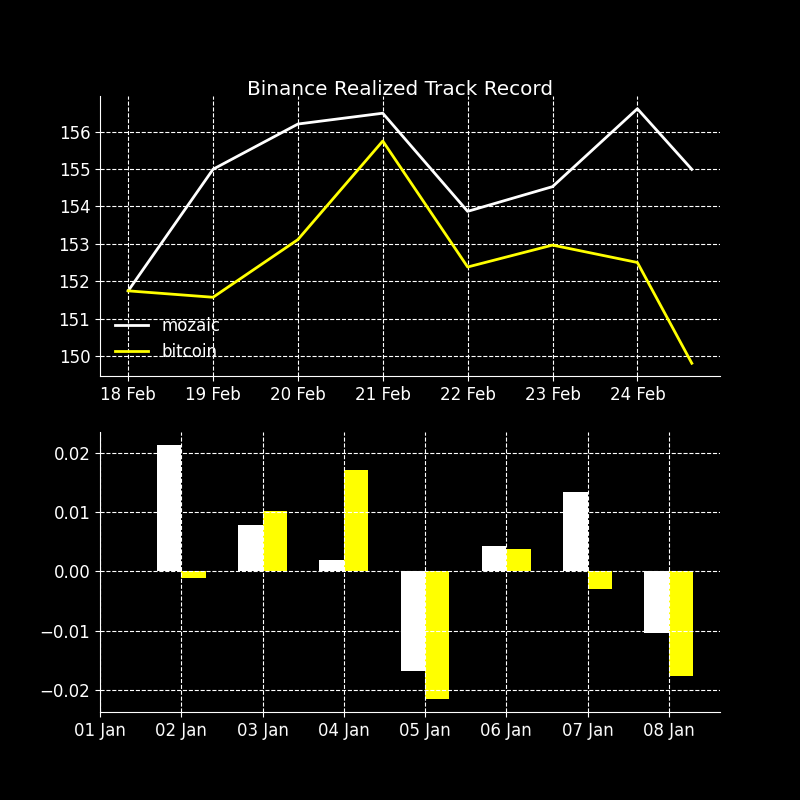 Binance Realized Track Record
156
155
154
153
152
151
150
mozaic
bitcoin
18 Feb 19 Feb 20 Feb 21 Feb 22 Feb 23 Feb 24 Feb
0.02
0.01
0.00
−0.01
−0.02
01 Jan 02 Jan 03 Jan 04 Jan 05 Jan 06 Jan 07 Jan 08 Jan